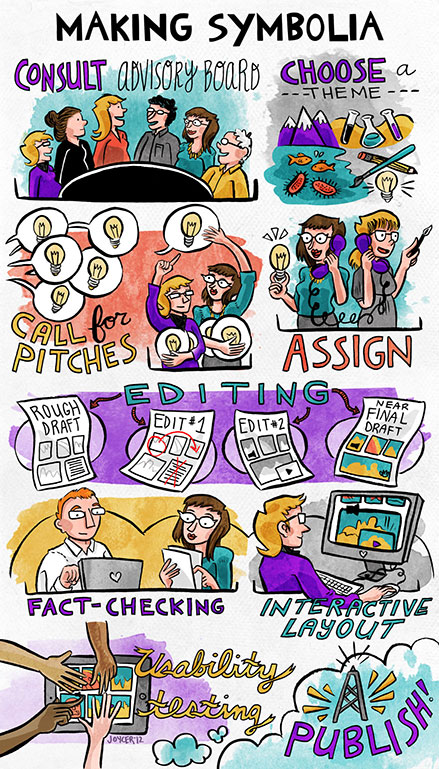 MAKING SYMBOLIA
CONSULT ADVISORY BOARD
CHOOSE a
--THEME---
CALL for
PITCHES
ASSIGN
EDITING
ROUGH
DRAFT
EDIT #1
EDIT #2
NEAR
FINAL
DRAFT
FACT-CHECKING
INTERACTIVE
LAYOUT
Usability
testing
JOYCER'12
PUBLISH!